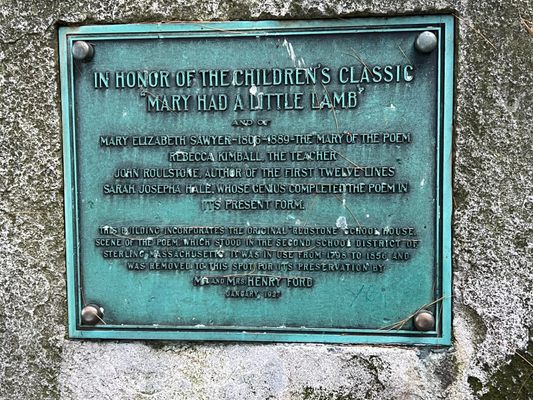 IN HONOR OF THE CHILDREN'S CLASSIC
"MARY HAD A LITTLE LAMB"
AND OF
MARY ELIZABETH SAWYER-1806-1889-THE "MARY" OF THE POEM
REBECCA KIMBALL, THE TEACHER
JOHN ROULSTONE, AUTHOR OF THE FIRST TWELVE LINES
SARAH JOSEPHA HALE, WHOSE GENIUS COMPLETED THE POEM IN
ITS PRESENT FORM.
THIS BUILDING INCORPORATES THE ORIGINAL "REDSTONE" SCHOOL HOUSE
SCENE OF THE POEM, WHICH STOOD IN THE SECOND SCHOOL DISTRICT OF
STERLING, MASSACHUSETTS. IT WAS IN USE FROM 1798 TO 1856 AND
WAS REMOVED TO THIS SPOT FOR ITS PRESERVATION BY
MR. AND MRS. HENRY FORD
JANUARY, 1927